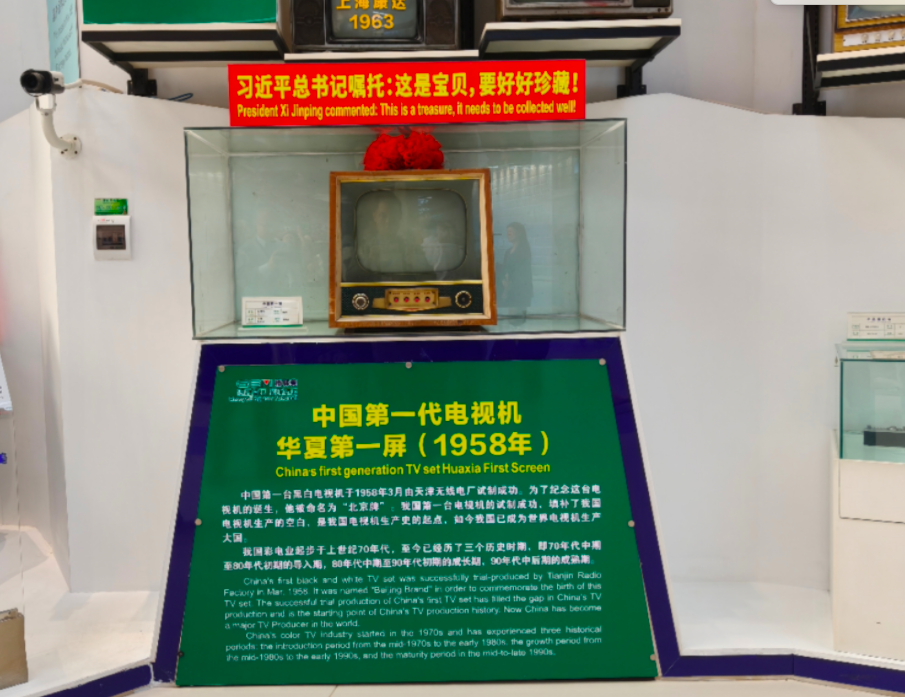 上海康达
1963
习近平总书记嘱托：这是宝贝，要好好珍藏！
President Xi Jinping commented: This is a treasure, it needs to be collected well!
中国第一代电视机
华夏第一屏（1958年）
China's first generation TV set Huaxia First Screen
中国第一台黑白电视机于1958年3月由天津无线电厂试制成功。为了纪念这台电
视机的诞生，他被命名为“北京牌”。我国第一台电视机的试制成功，填补了我国
电视机生产的空白，是我国电视机生产史的起点，如今我国已成为世界电视机生产
大国。
我国彩电业起步于上世纪70年代，至今已经历了三个历史时期，即70年代中期
至80年代初期的导入期，80年代中期至90年代初期的成长期，90年代中后期的成熟期。
China's first black and white TV set was successfully trial-produced by Tianjin Radio
Factory in Mar. 1958. It was named "Beijing Brand" in order to commemorate the birth of this
TV set. The successful trial production of China's first TV set has filled the gap in China's TV
production and is the starting point of China's TV production history. Now China has become
a major TV Producer in the world.
China's color TV industry started in the 1970s and has experienced three historical
periods: the introduction period from the mid-1970s to the early 1980s, the growth period from
the mid-1980s to the early 1990s, and the maturity period in the mid-to-late 1990s.